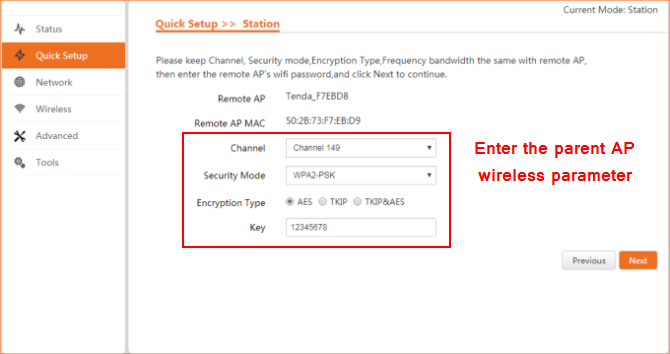 Current Mode: Station
Quick Setup >> Station
Status
Quick Setup
Network
Wireless
Advanced
Tools
Please keep Channel, Security mode,Encryption Type,Frequency bandwidth the same with remote AP,
then enter the remote AP's wifi password,and click Next to continue.
Remote AP Tenda_F7EBD8
Remote AP MAC 50:2B:73:F7:EB:D9
Channel Channel 149
Security Mode WPA2-PSK
Encryption Type AES TKIP TKIP&AES
Key 12345678
Enter the parent AP
wireless parameter
Previous Next